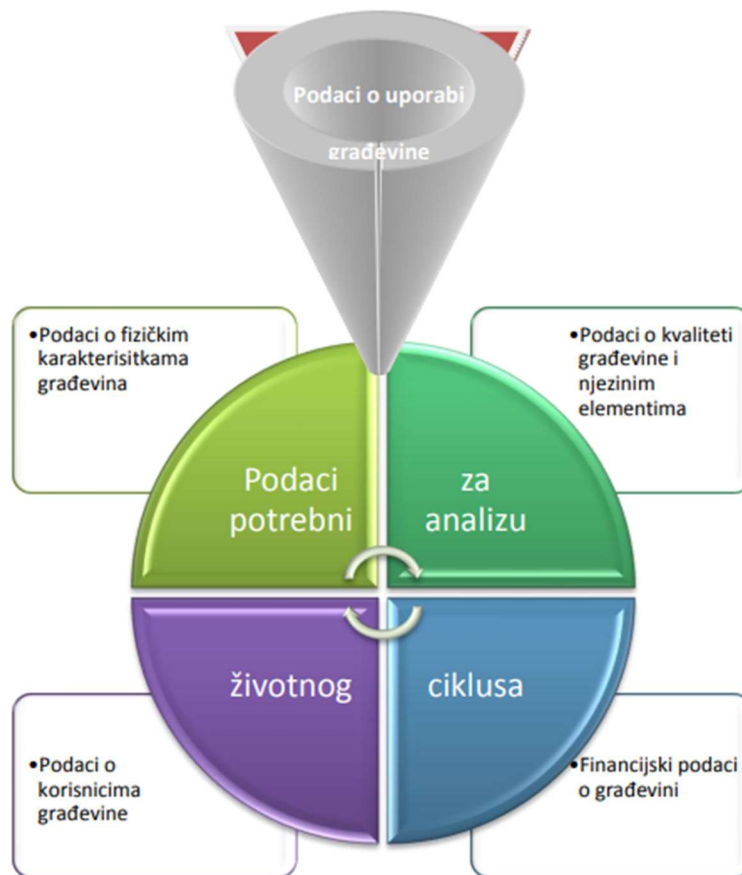 Podaci o uporabi
građevine
•Podaci o fizičkim
karakterisitkama
građevina
•Podaci o kvaliteti
građevine i
njezinim
elementima
Podaci
potrebni
za
analizu
životnog
ciklusa
•Podaci o
korisnicima
građevine
•Financijski podaci
o građevini